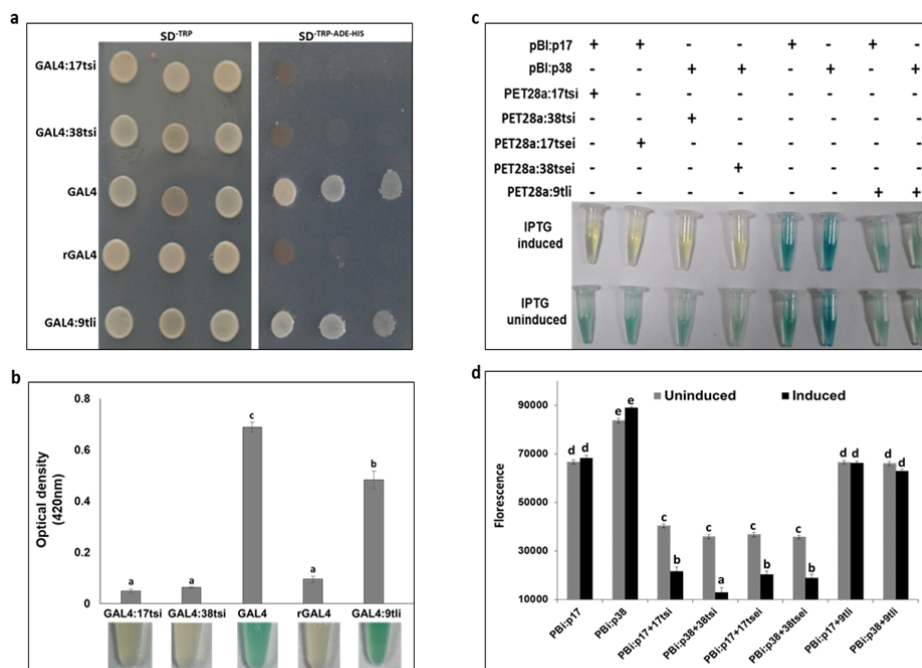 a
SD-TRP
SD-TRP-ADE-HIS
GAL4:17tsi
GAL4:38tsi
GAL4
rGAL4
GAL4:9tli
b
Optical density
(420nm)
0.8
0.6
0.4
0.2
0
a
a
c
a
b
GAL4:17tsi
GAL4:38tsi
GAL4
rGAL4
GAL4:9tli
c
pBI:p17 + + - - + - + -
pBI:p38 - - + + - + - +
PET28a:17tsi + - - - - - - -
PET28a:38tsi - - + - - - - -
PET28a:17tsei - + - - - - - -
PET28a:38tsei - - - + - - - -
PET28a:9tli - - - - - - + +
IPTG
induced
IPTG
uninduced
d
Uninduced
Induced
Florescence
90000
70000
50000
30000
10000
d d
e e
c b
c a
c b
c b
d d
d d
PBi:p17
PBi:p38
PBi:p17+17tsi
PBi:p38+38tsi
PBi:p17+17tsei
PBi:p38+38tsei
PBi:p17+9tli
PBi:p38+9tli